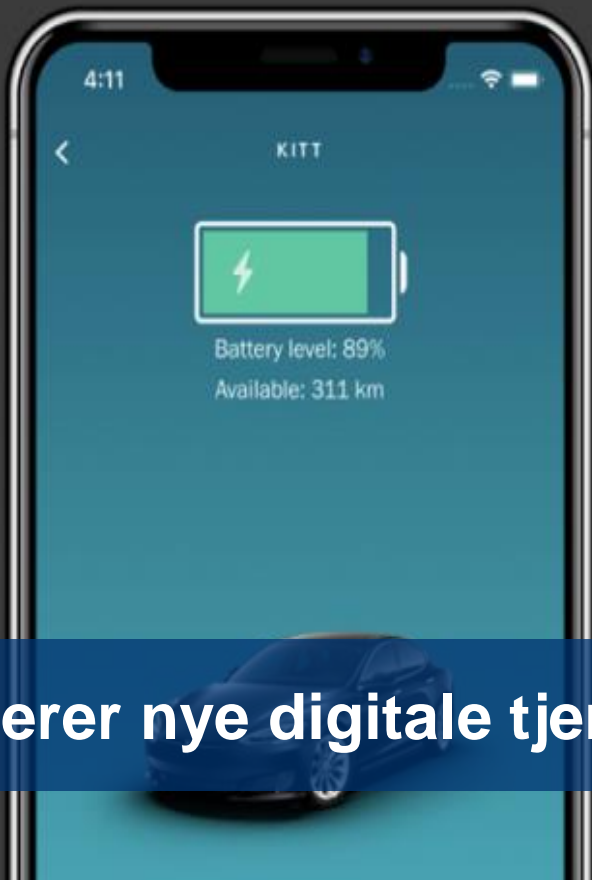 4:11
KITT
Battery level: 89%
Available: 311 km
erer nye digitale tje